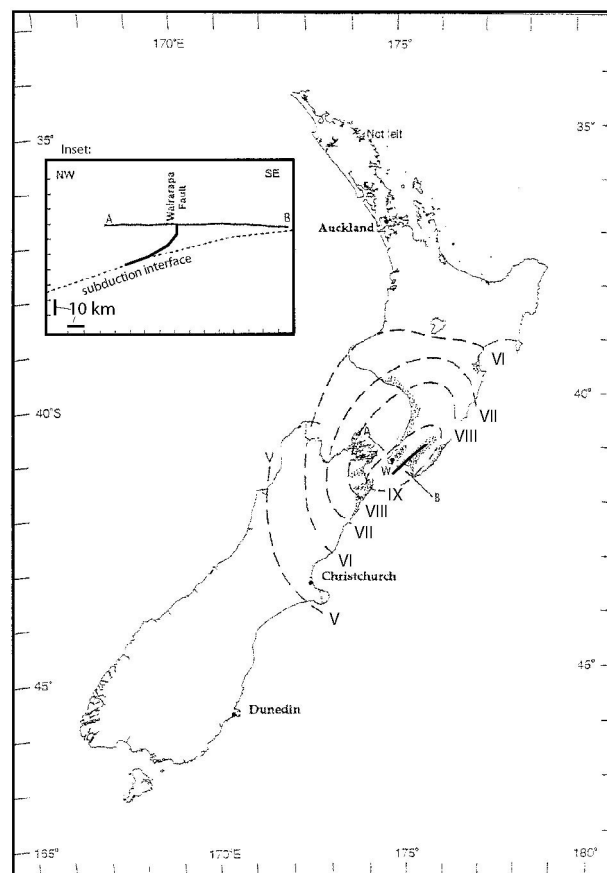 170°E
175°
35°
35°
Not felt
Inset:
NW
SE
Wairarapa
Fault
A
B
subduction interface
10 km
Auckland
VI
40°
40°S
VII
VIII
A
V
W
IX
B
VIII
VII
VI
Christchurch
V
45°
45°
Dunedin
165°
170°
175°
180°